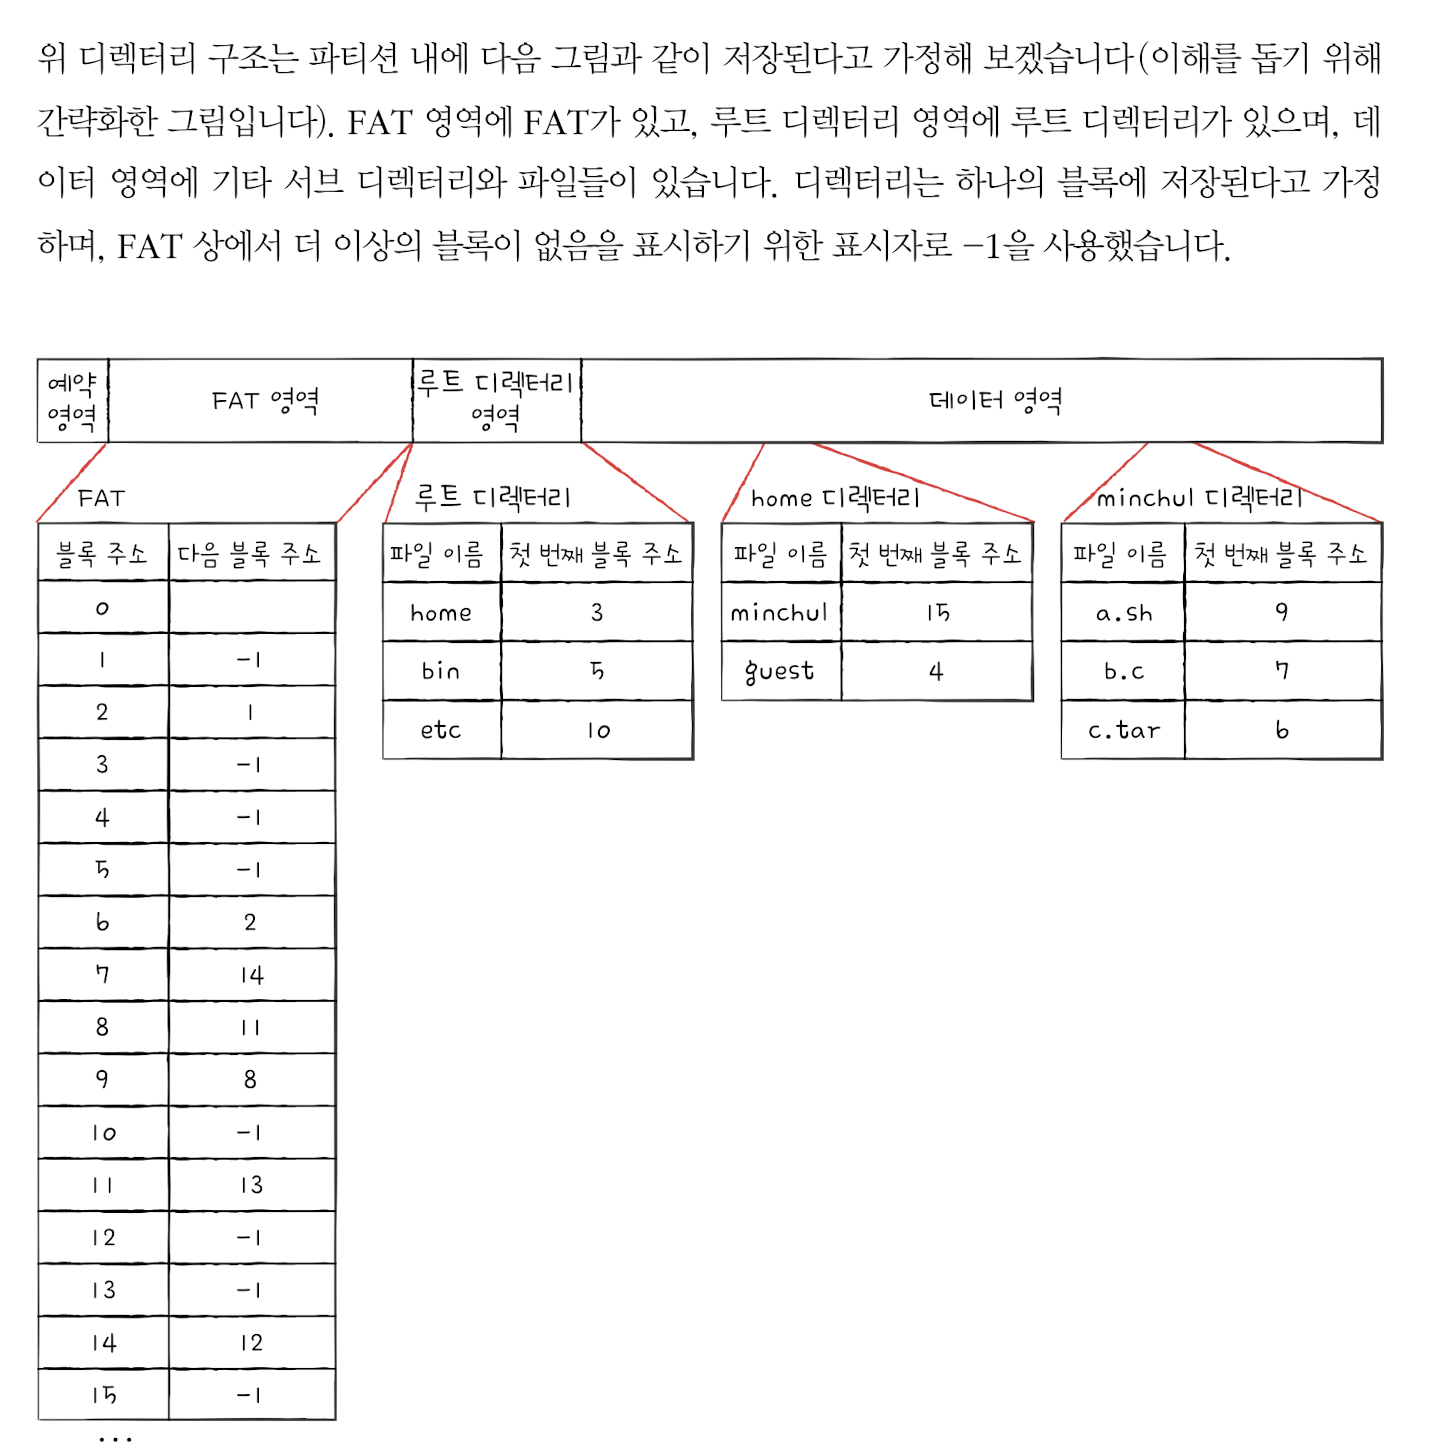 위 디렉터리 구조는 파티션 내에 다음 그림과 같이 저장된다고 가정해 보겠습니다(이해를 돕기 위해
간략화한 그림입니다). FAT 영역에 FAT가 있고, 루트 디렉터리 영역에 루트 디렉터리가 있으며, 데
이터 영역에 기타 서브 디렉터리와 파일들이 있습니다. 디렉터리는 하나의 블록에 저장된다고 가정
하며, FAT 상에서 더 이상의 블록이 없음을 표시하기 위한 표시자로 -1을 사용했습니다.
예약
영역
FAT 영역
루트 디렉터리
영역
데이터 영역
FAT
블록 주소 다음 블록 주소
0
1 -1
2 1
3 -1
4 -1
5 -1
6 2
7 14
8 11
9 8
10 -1
11 13
12 -1
13 -1
14 12
15 -1
...
루트 디렉터리
파일 이름 첫 번째 블록 주소
home 3
bin 5
etc 10
home 디렉터리
파일 이름 첫 번째 블록 주소
minchul 15
guest 4
minchul 디렉터리
파일 이름 첫 번째 블록 주소
a.sh 9
b.c 7
c.tar 6